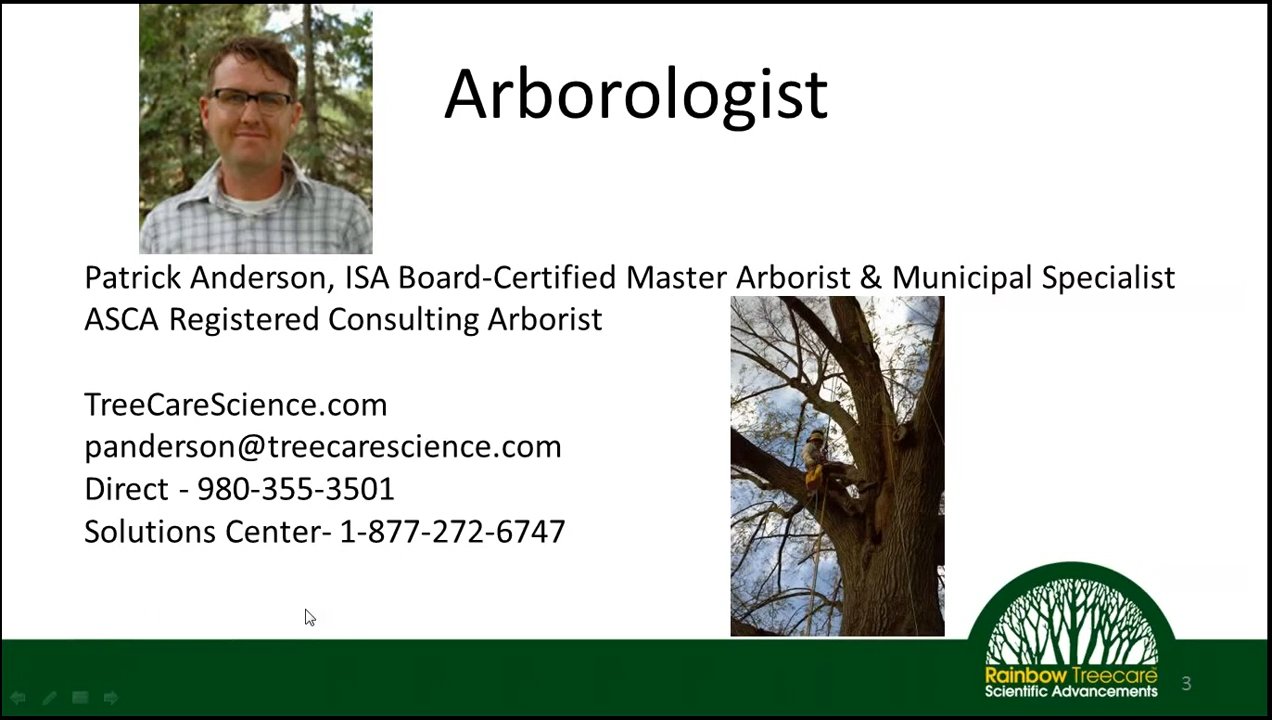 Arborologist
Patrick Anderson, ISA Board-Certified Master Arborist & Municipal Specialist
ASCA Registered Consulting Arborist
TreeCareScience.com
panderson@treecarescience.com
Direct - 980-355-3501
Solutions Center- 1-877-272-6747
Rainbow Treecare
Scientific Advancements
3